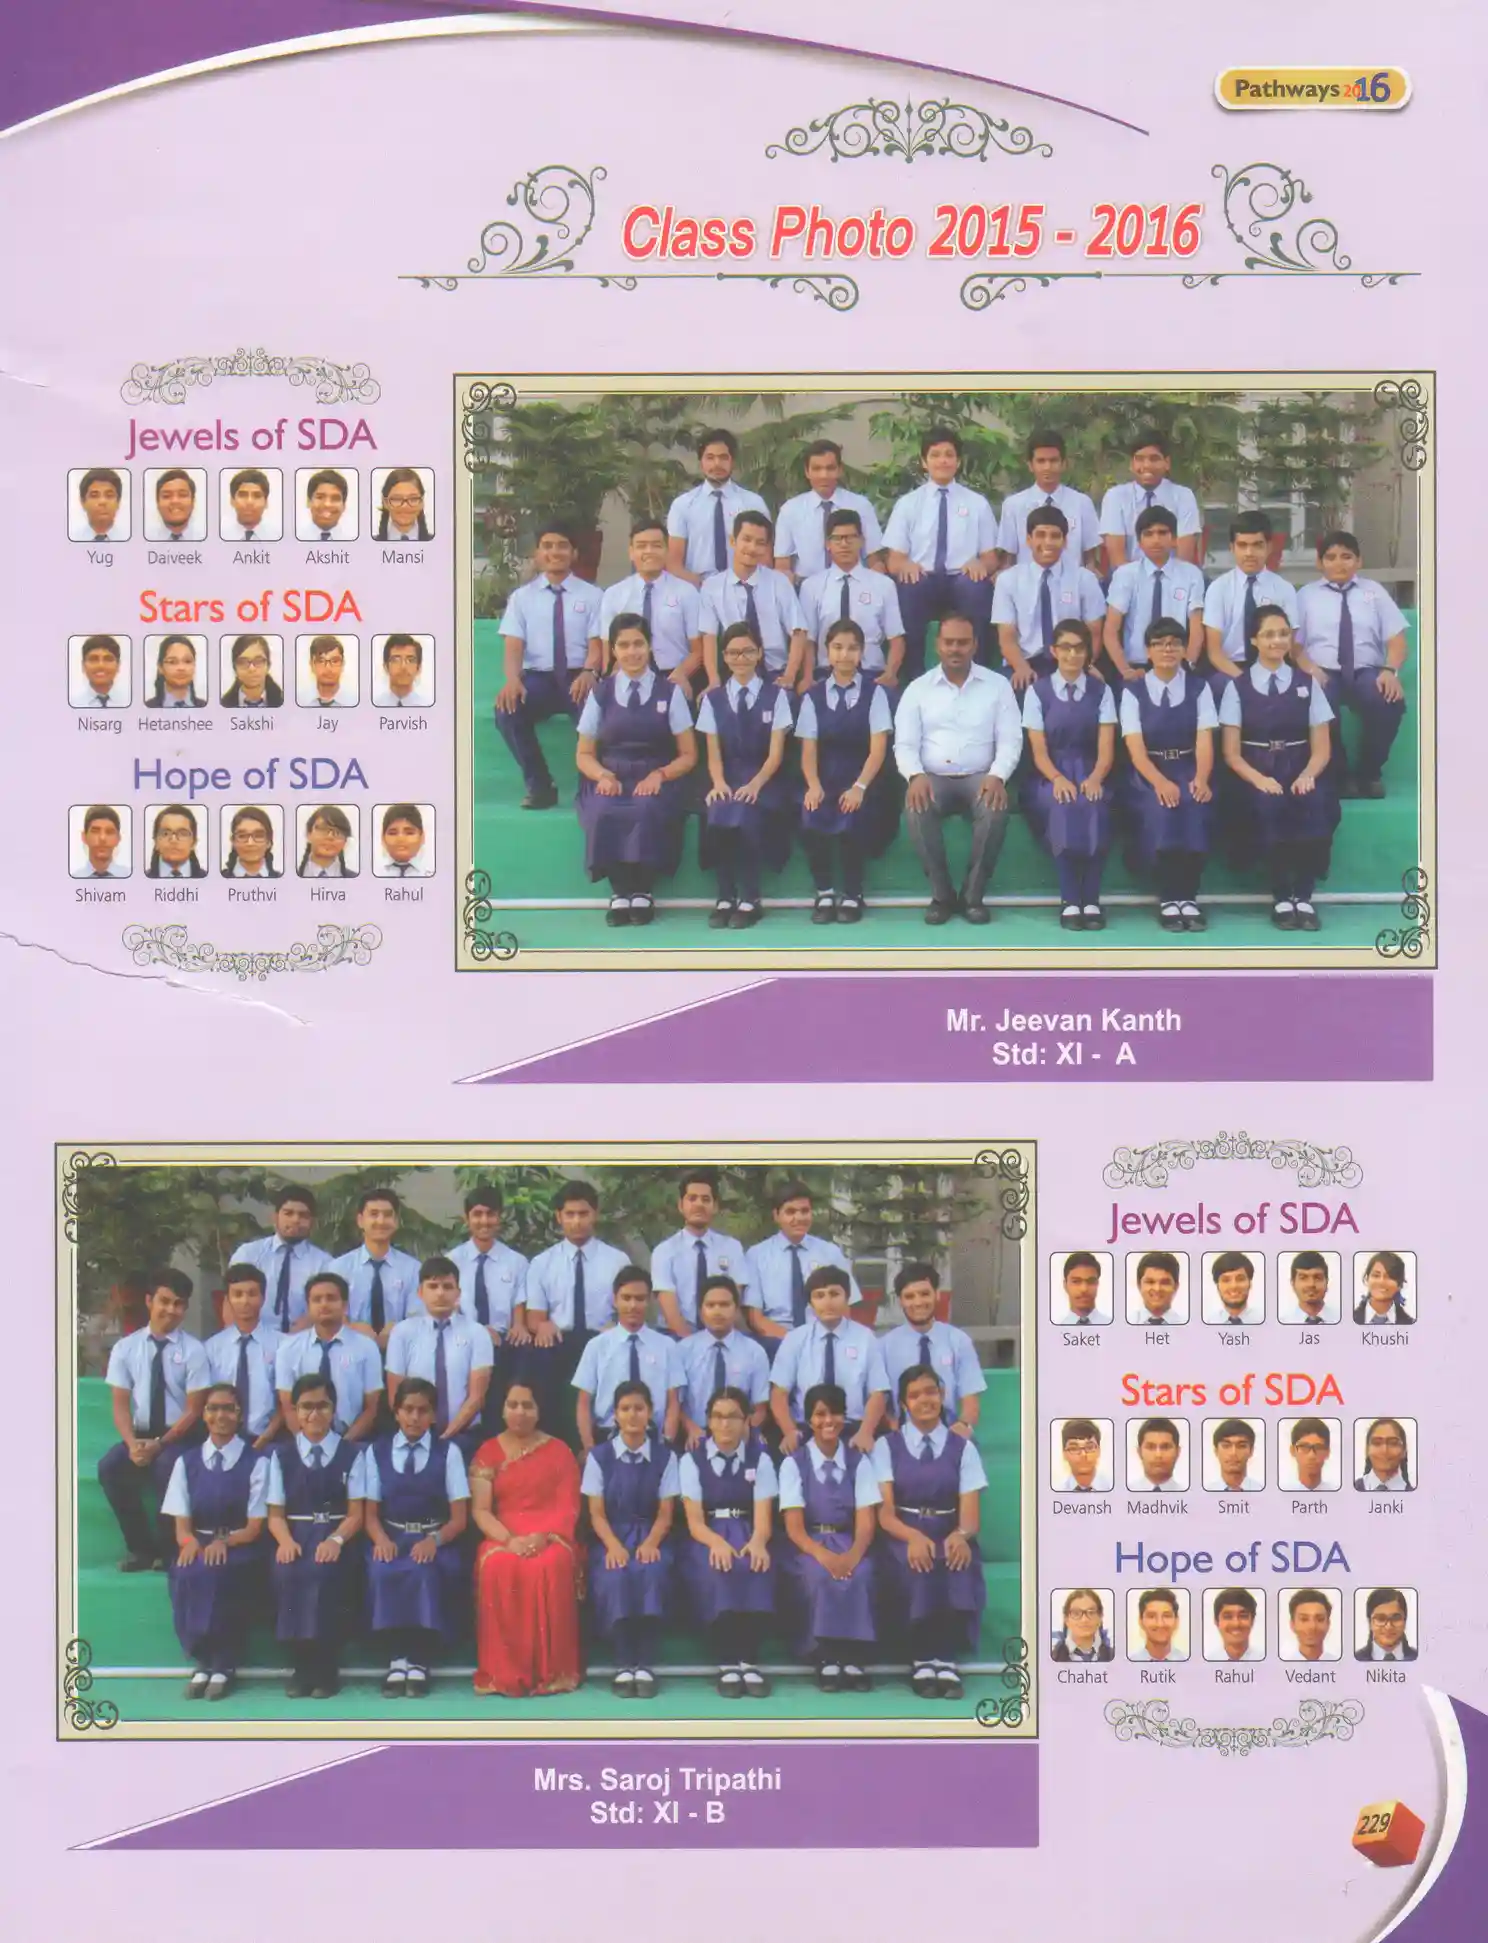 Pathways 2016
Class Photo 2015 - 2016
Jewels of SDA
Yug Daiveek Ankit Akshit Mansi
Stars of SDA
Nisarg Hetanshee Sakshi Jay Parvish
Hope of SDA
Shivam Riddhi Pruthvi Hirva Rahul
Mr. Jeevan Kanth
Std: XI - A
Jewels of SDA
Saket Het Yash Jas Khushi
Stars of SDA
Devansh Madhvik Smit Parth Janki
Hope of SDA
Chahat Rutik Rahul Vedant Nikita
Mrs. Saroj Tripathi
Std: XI - B
229